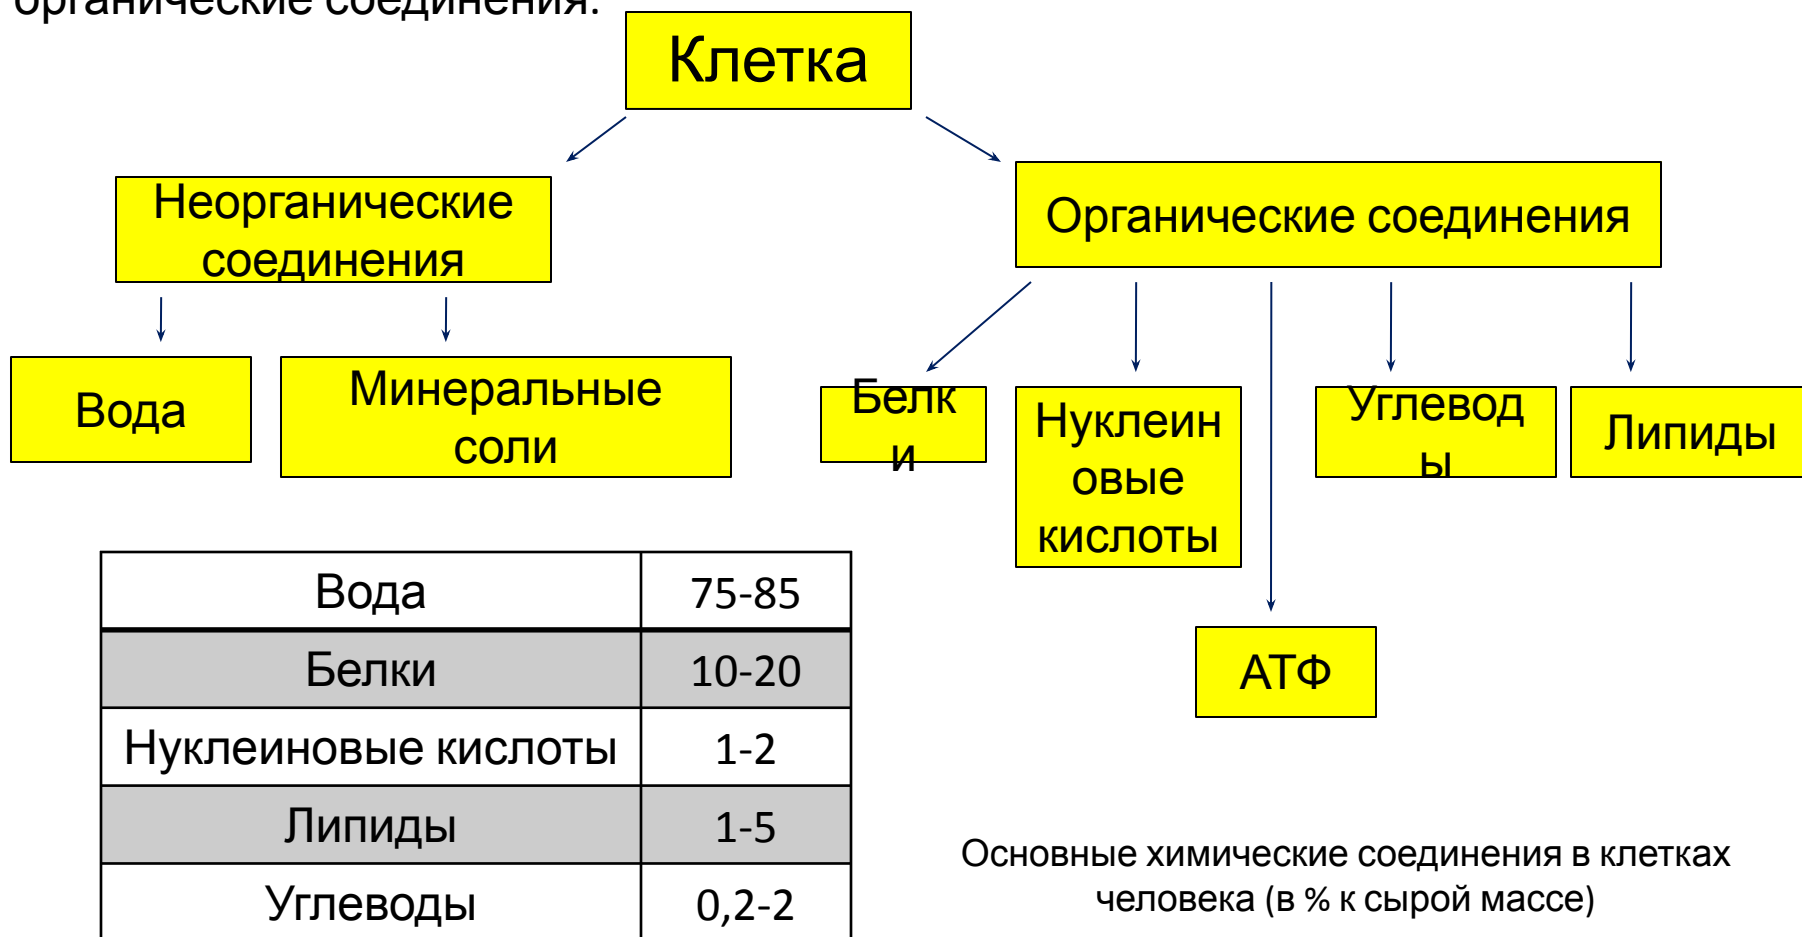 органические соединения.
Клетка
Неорганические
соединения
Органические соединения
Вода
Минеральные
соли
Белк
и
Нуклеин
овые
кислоты
Углевод
ы
Липиды
АТФ
Вода 75-85
Белки 10-20
Нуклеиновые кислоты 1-2
Липиды 1-5
Углеводы 0,2-2
Основные химические соединения в клетках
человека (в % к сырой массе)